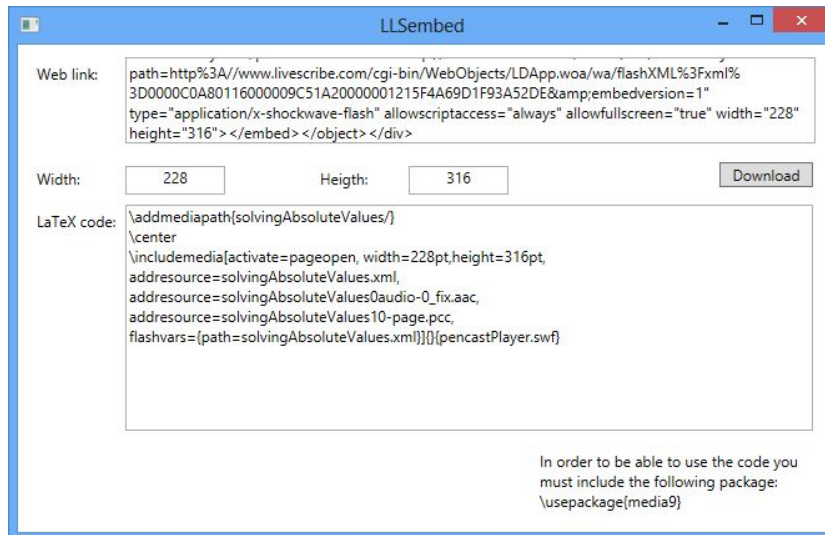 LLSembed
Web link:
path=http%3A//www.livescribe.com/cgi-bin/WebObjects/LDApp.woa/wa/flashXML%3Fxml%
3D0000C0A80116000009C51A20000001215F4A69D1F93A52DE&amp;embedversion=1"
type="application/x-shockwave-flash" allowscriptaccess="always" allowfullscreen="true" width="228"
height="316"></embed></object></div>
Width: 228 Heigth: 316 Download
LaTeX code:
\addmediapath{solvingAbsoluteValues/}
\center
\includemedia[activate=pageopen, width=228pt,height=316pt,
addresource=solvingAbsoluteValues.xml,
addresource=solvingAbsoluteValues0audio-0_fix.aac,
addresource=solvingAbsoluteValues10-page.pcc,
flashvars={path=solvingAbsoluteValues.xml}]{}{pencastPlayer.swf}
In order to be able to use the code you
must include the following package:
\usepackage{media9}